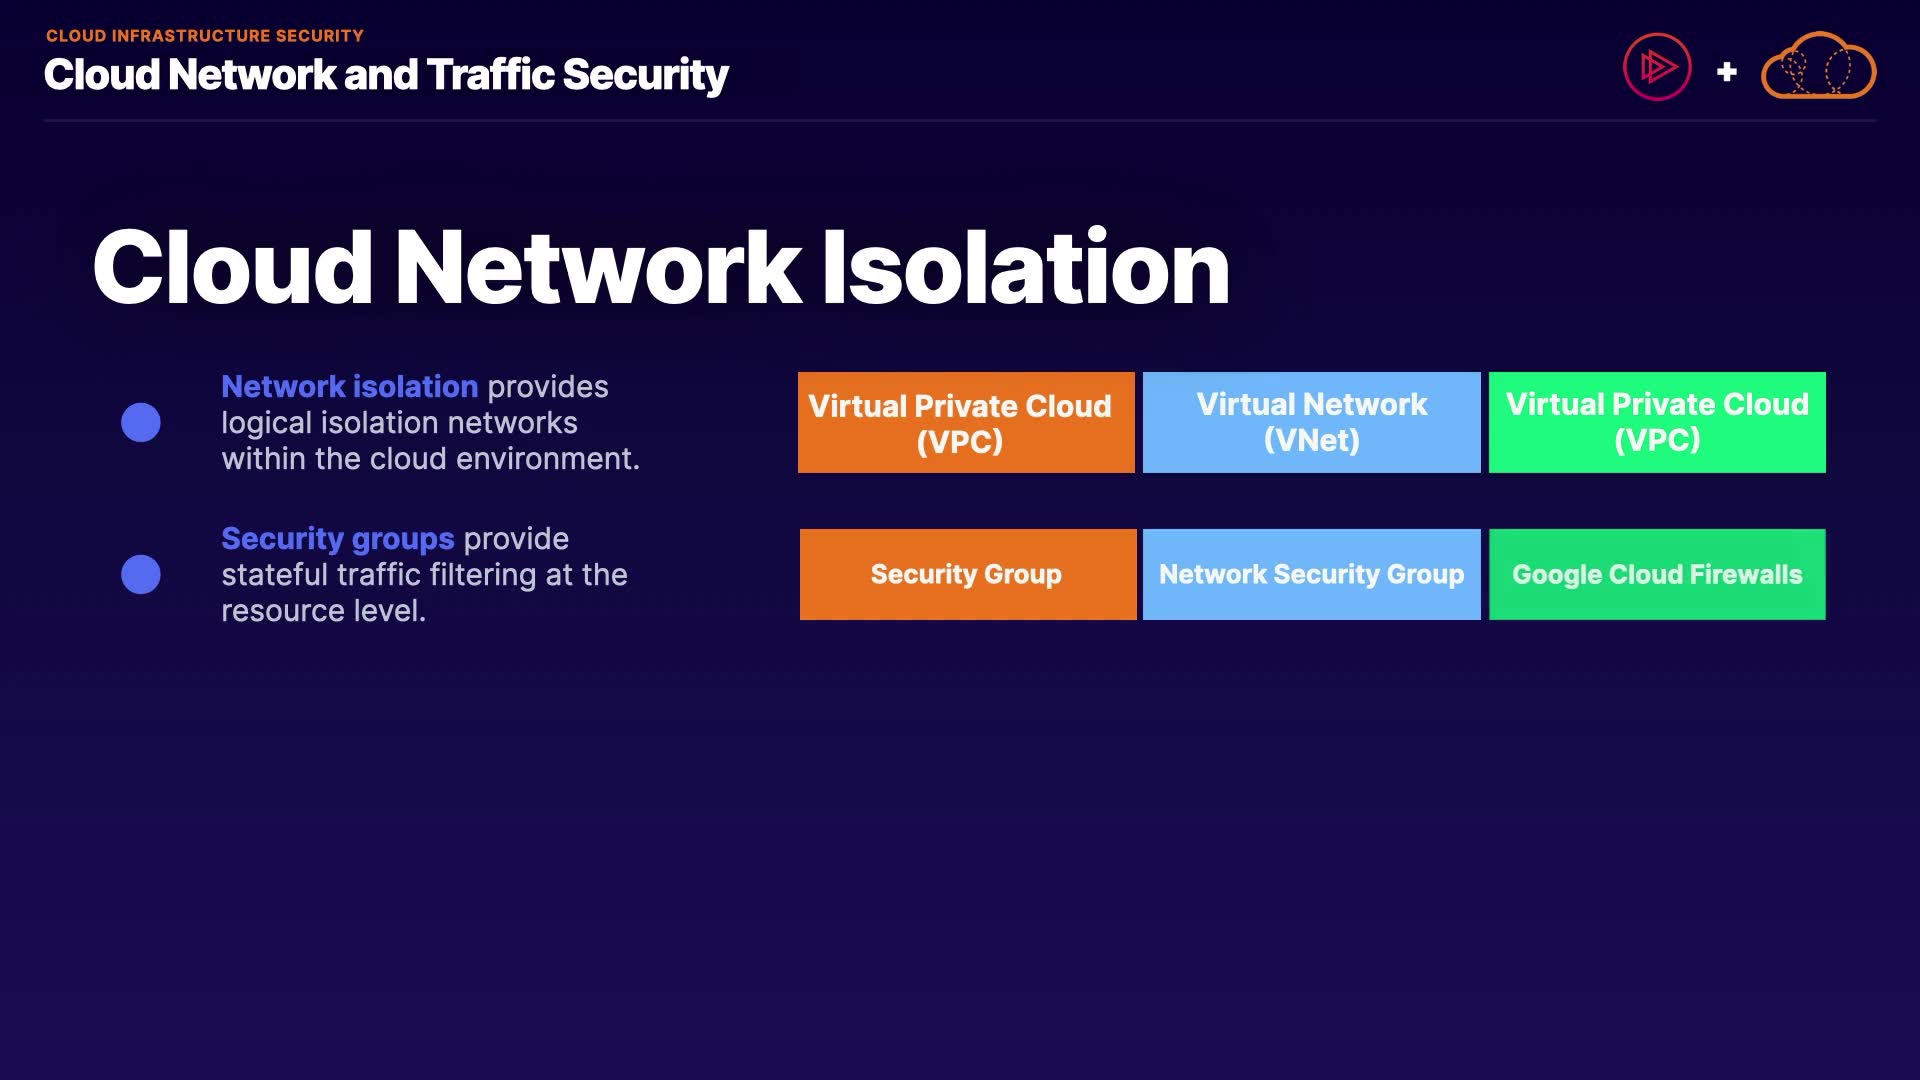 CLOUD INFRASTRUCTURE SECURITY
Cloud Network and Traffic Security
+
Cloud Network Isolation
Network isolation provides
logical isolation networks
within the cloud environment.
Virtual Private Cloud
(VPC)
Virtual Network
(VNet)
Virtual Private Cloud
(VPC)
Security groups provide
stateful traffic filtering at the
resource level.
Security Group
Network Security Group
Google Cloud Firewalls